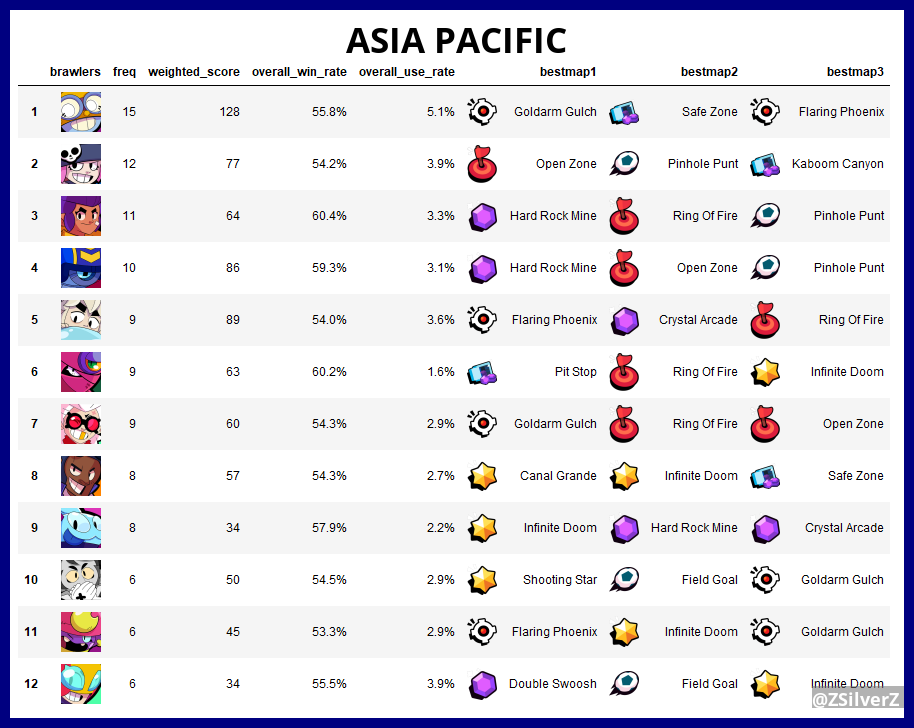 ASIA PACIFIC
brawlers freq weighted_score overall_win_rate overall_use_rate bestmap1 bestmap2 bestmap3
1 15 128 55.8% 5.1% Goldarm Gulch Safe Zone Flaring Phoenix
2 12 77 54.2% 3.9% Open Zone Pinhole Punt Kaboom Canyon
3 11 64 60.4% 3.3% Hard Rock Mine Ring Of Fire Pinhole Punt
4 10 86 59.3% 3.1% Hard Rock Mine Open Zone Pinhole Punt
5 9 89 54.0% 3.6% Flaring Phoenix Crystal Arcade Ring Of Fire
6 9 63 60.2% 1.6% Pit Stop Ring Of Fire Infinite Doom
7 9 60 54.3% 2.9% Goldarm Gulch Ring Of Fire Open Zone
8 8 57 54.3% 2.7% Canal Grande Infinite Doom Safe Zone
9 8 34 57.9% 2.2% Infinite Doom Hard Rock Mine Crystal Arcade
10 6 50 54.5% 2.9% Shooting Star Field Goal Goldarm Gulch
11 6 45 53.3% 2.9% Flaring Phoenix Infinite Doom Goldarm Gulch
12 6 34 55.5% 3.9% Double Swoosh Field Goal Infinite Doom
@ZSilverZ